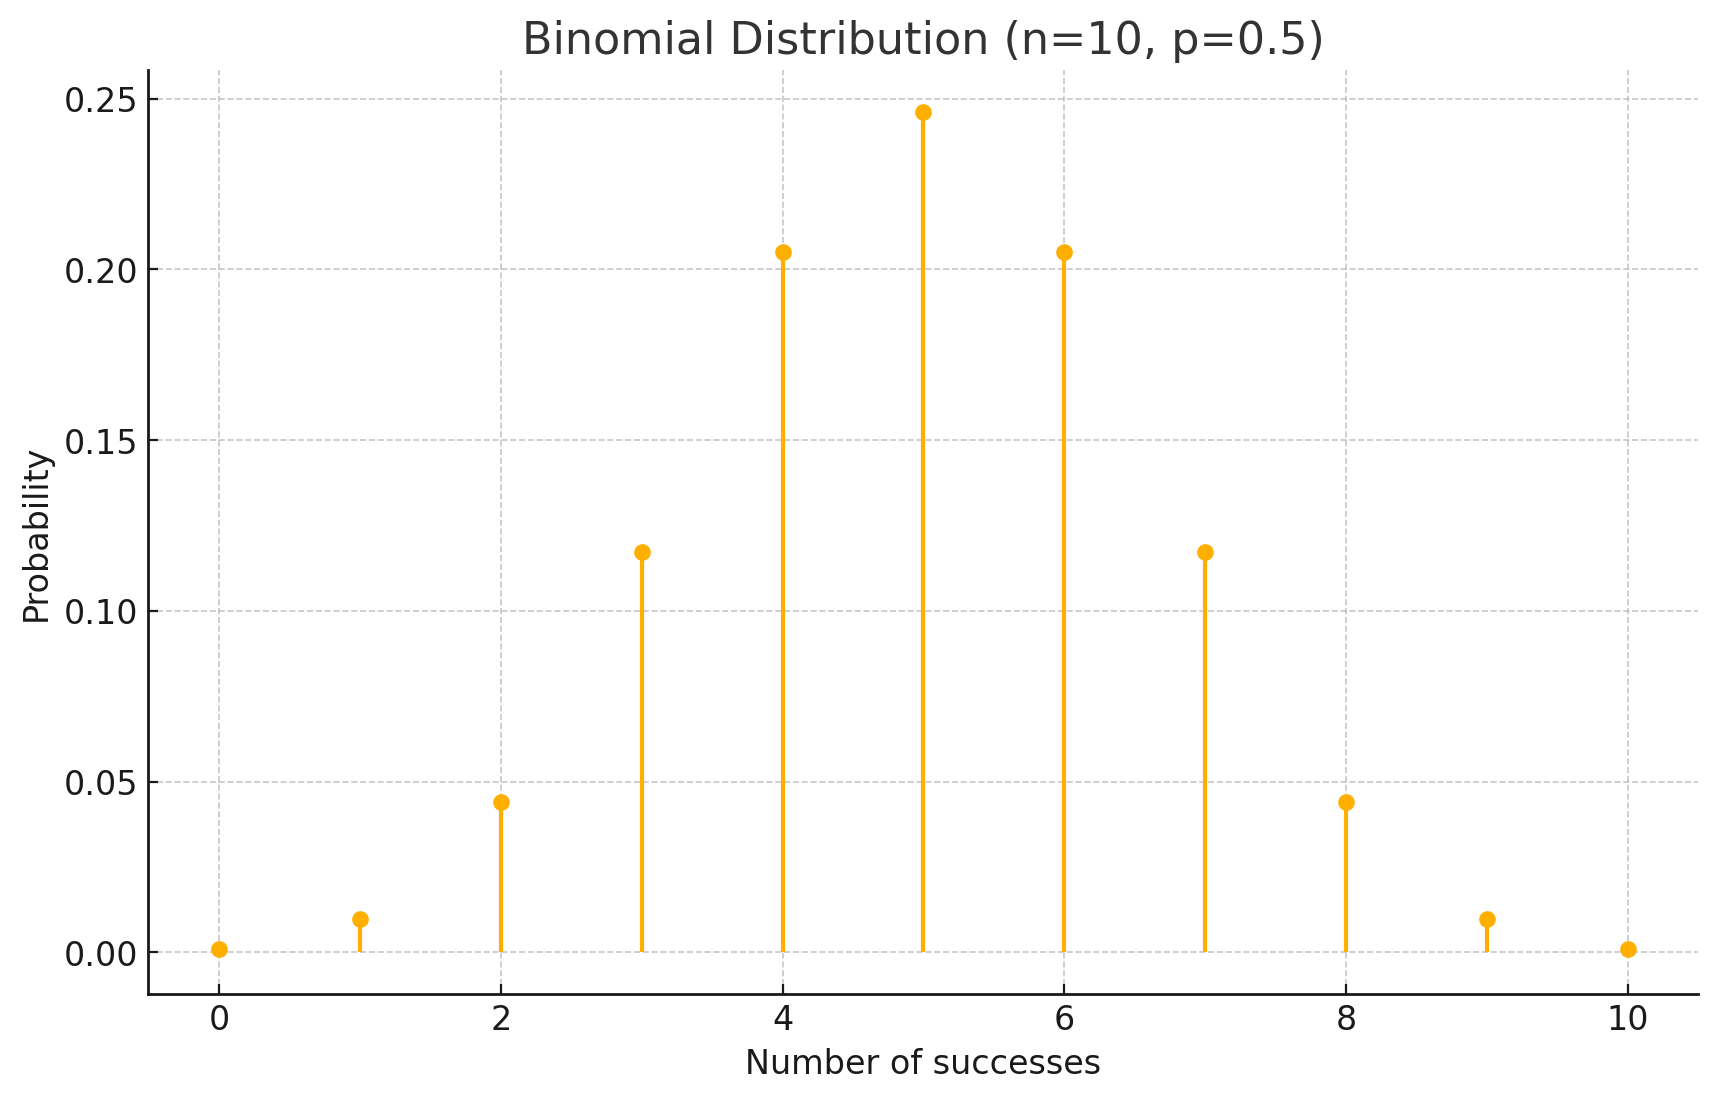 Binomial Distribution (n=10, p=0.5)
0.25
0.20
0.15
0.10
0.05
0.00
Probability
0 2 4 6 8 10
Number of successes